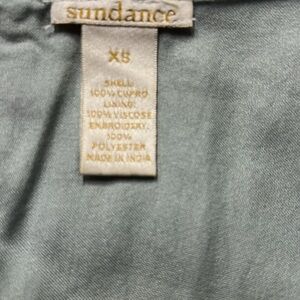 sundance
XS
SHELL:
100% CUPRO
LINING:
100% VISCOSE
EMBROIDERY:
100%
POLYESTER
MADE IN INDIA